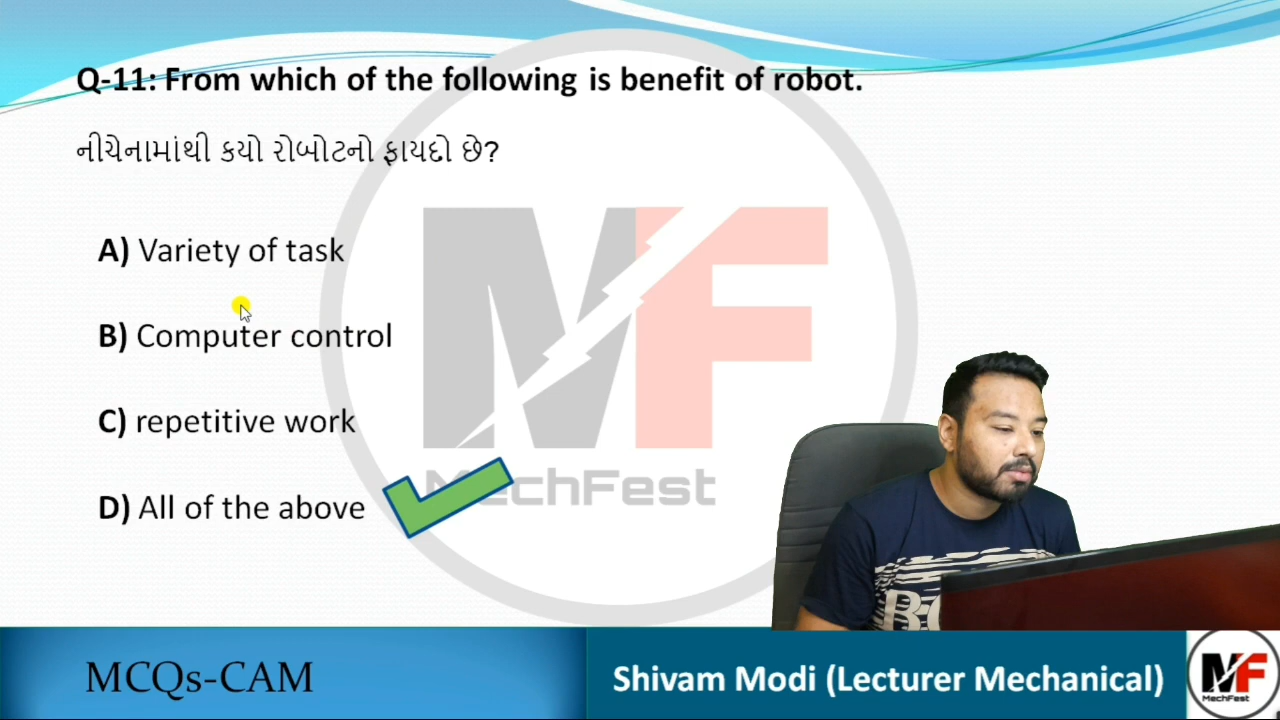 Q-11: From which of the following is benefit of robot.
નીચેનામાંથી કયો રોબોટનો ફાયદો છે?
A) Variety of task
B) Computer control
C) repetitive work
D) All of the above
MF
MechFest
MCQs-CAM
Shivam Modi (Lecturer Mechanical)
MF
MechFest